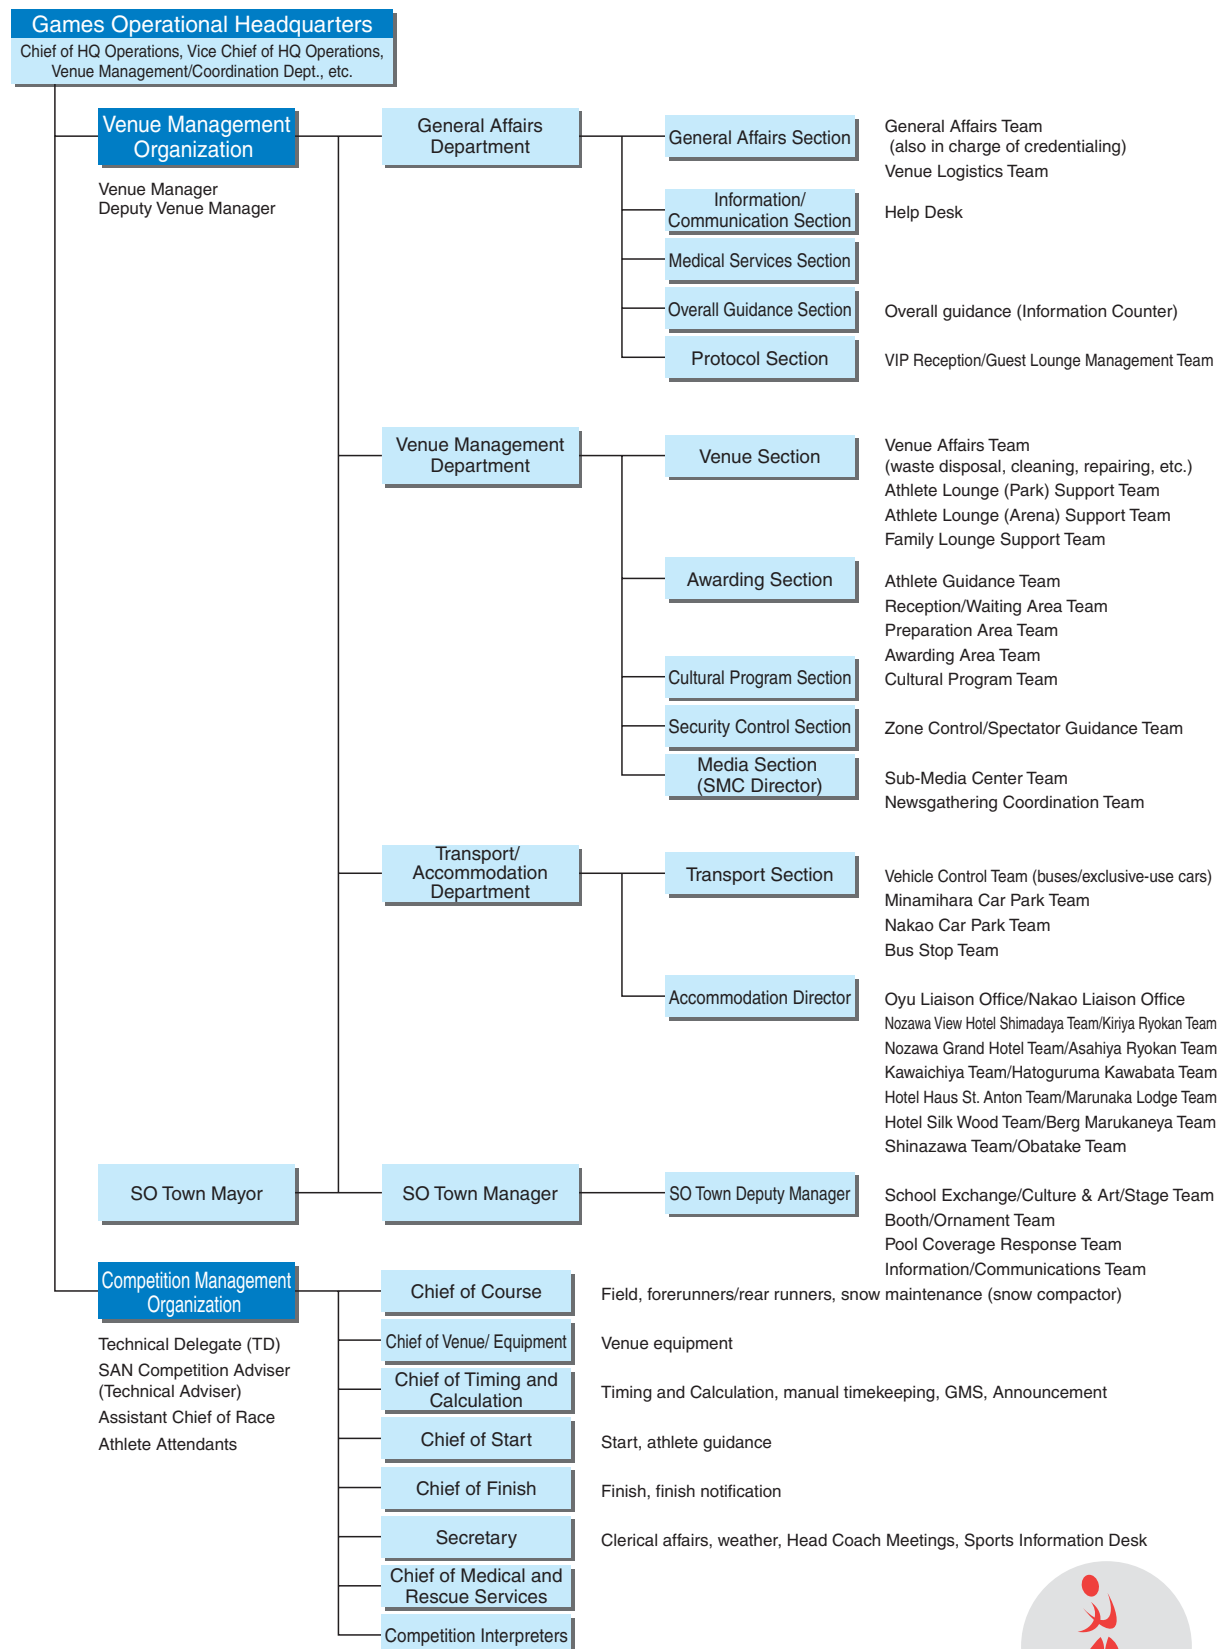 Games Operational Headquarters
Chief of HQ Operations, Vice Chief of HQ Operations,
Venue Management/Coordination Dept., etc.
Venue Management
Organization
Venue Manager
Deputy Venue Manager
General Affairs
Department
General Affairs Section
General Affairs Team
(also in charge of credentialing)
Venue Logistics Team
Information/
Communication Section
Help Desk
Medical Services Section
Overall Guidance Section
Overall guidance (Information Counter)
Protocol Section
VIP Reception/Guest Lounge Management Team
Venue Management
Department
Venue Section
Venue Affairs Team
(waste disposal, cleaning, repairing, etc.)
Athlete Lounge (Park) Support Team
Athlete Lounge (Arena) Support Team
Family Lounge Support Team
Awarding Section
Athlete Guidance Team
Reception/Waiting Area Team
Preparation Area Team
Awarding Area Team
Cultural Program Section
Cultural Program Team
Security Control Section
Zone Control/Spectator Guidance Team
Media Section
(SMC Director)
Sub-Media Center Team
Newsgathering Coordination Team
Transport/
Accommodation
Department
Transport Section
Vehicle Control Team (buses/exclusive-use cars)
Minamihara Car Park Team
Nakao Car Park Team
Bus Stop Team
Accommodation Director
Oyu Liaison Office/Nakao Liaison Office
Nozawa View Hotel Shimadaya Team/Kiriya Ryokan Team
Nozawa Grand Hotel Team/Asahiya Ryokan Team
Kawaichiya Team/Hatoguruma Kawabata Team
Hotel Haus St. Anton Team/Marunaka Lodge Team
Hotel Silk Wood Team/Berg Marukaneya Team
Shinazawa Team/Obatake Team
SO Town Mayor
SO Town Manager
SO Town Deputy Manager
School Exchange/Culture & Art/Stage Team
Booth/Ornament Team
Pool Coverage Response Team
Information/Communications Team
Competition Management
Organization
Technical Delegate (TD)
SAN Competition Adviser
(Technical Adviser)
Assistant Chief of Race
Athlete Attendants
Chief of Course
Field, forerunners/rear runners, snow maintenance (snow compactor)
Chief of Venue/ Equipment
Venue equipment
Chief of Timing and
Calculation
Timing and Calculation, manual timekeeping, GMS, Announcement
Chief of Start
Start, athlete guidance
Chief of Finish
Finish, finish notification
Secretary
Clerical affairs, weather, Head Coach Meetings, Sports Information Desk
Chief of Medical and
Rescue Services
Competition Interpreters